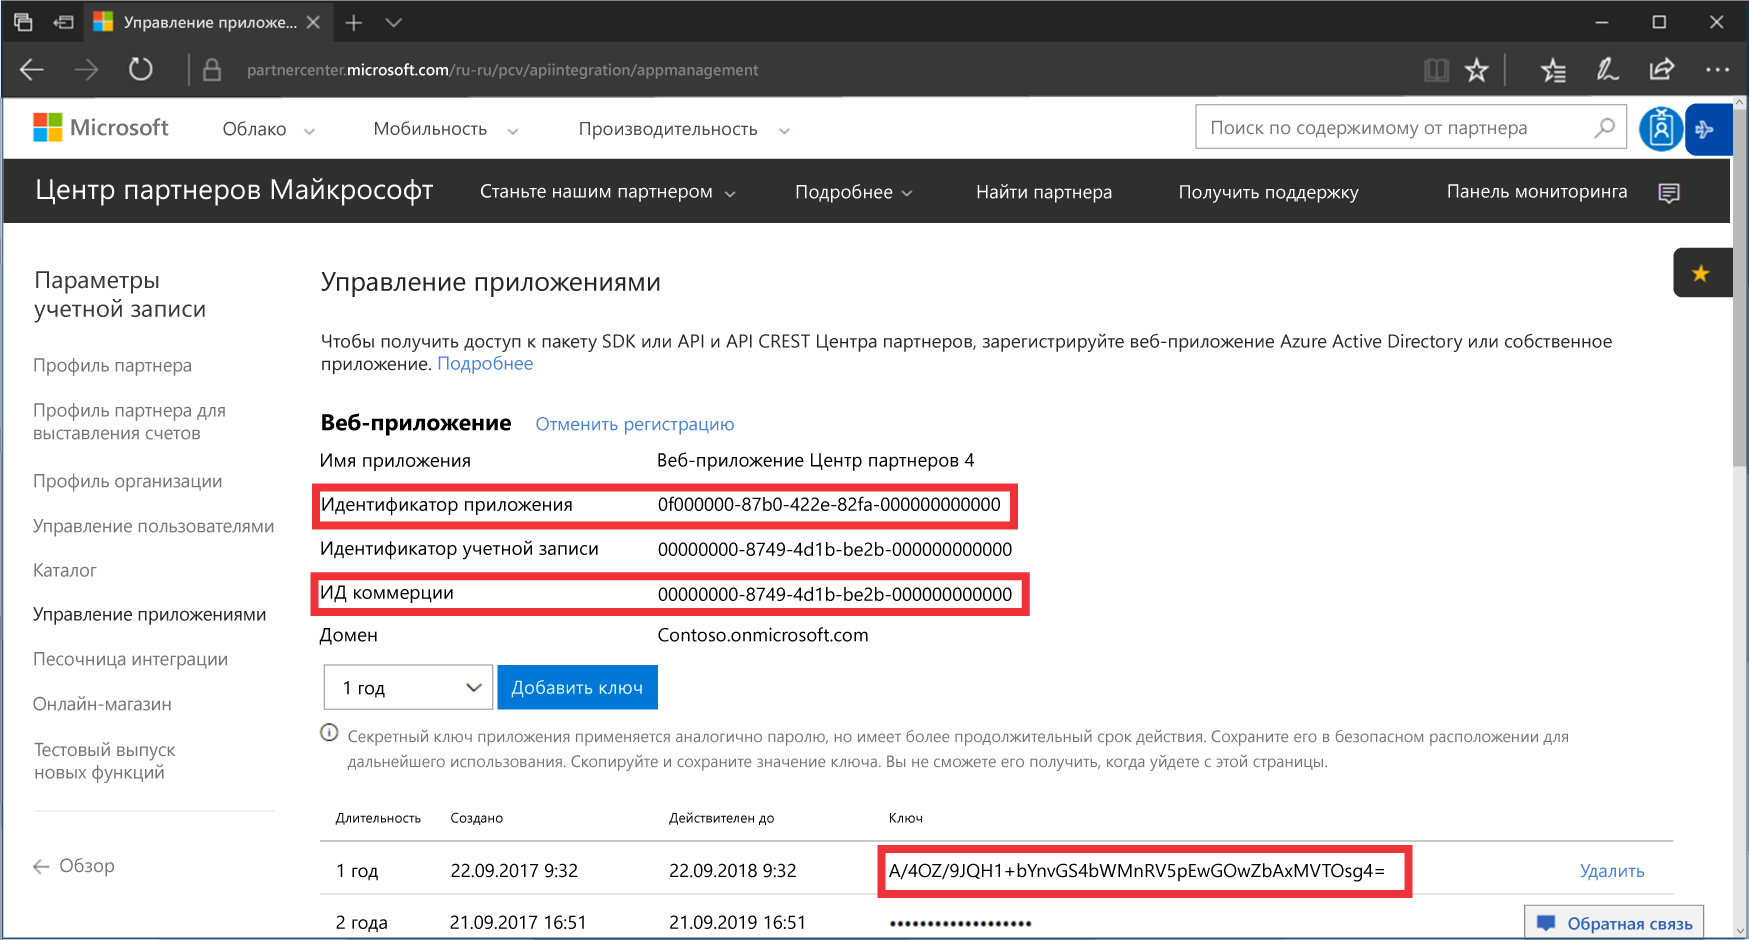 Управление приложе...
partnercenter.microsoft.com/ru-ru/pcv/apiintegration/appmanagement
Microsoft Облако Мобильность Производительность Поиск по содержимому от партнера
Центр партнеров Майкрософт Станьте нашим партнером Подробнее Найти партнера Получить поддержку Панель мониторинга
Параметры
учетной записи
Профиль партнера
Профиль партнера для
выставления счетов
Профиль организации
Управление пользователями
Каталог
Управление приложениями
Песочница интеграции
Онлайн-магазин
Тестовый выпуск
новых функций
Обзор
Управление приложениями
Чтобы получить доступ к пакету SDK или API и API CREST Центра партнеров, зарегистрируйте веб-приложение Azure Active Directory или собственное
приложение. Подробнее
Веб-приложение Отменить регистрацию
Имя приложения Веб-приложение Центр партнеров 4
Идентификатор приложения 0f000000-87b0-422e-82fa-000000000000
Идентификатор учетной записи 00000000-8749-4d1b-be2b-000000000000
ИД коммерции 00000000-8749-4d1b-be2b-000000000000
Домен Contoso.onmicrosoft.com
1 год Добавить ключ
Секретный ключ приложения применяется аналогично паролю, но имеет более продолжительный срок действия. Сохраните его в безопасном расположении для
дальнейшего использования. Скопируйте и сохраните значение ключа. Вы не сможете его получить, когда уйдете с этой страницы.
Длительность Создано Действителен до Ключ
1 год 22.09.2017 9:32 22.09.2018 9:32 A/4OZ/9JQH1+bYnvGS4bWMnRV5pEwGOwZbAxMVTOsg4= Удалить
2 года 21.09.2017 16:51 21.09.2019 16:51 •••••••••••••••••••
Обратная связь